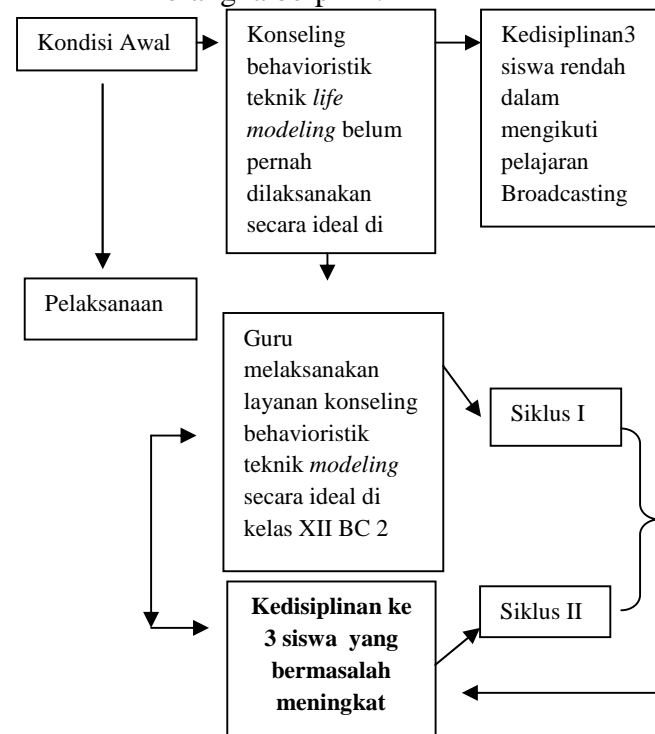 Kondisi Awal
Konseling
behavioristik
teknik life
modeling belum
pernah
dilaksanakan
secara ideal di
Kedisiplinan3
siswa rendah
dalam
mengikuti
pelajaran
Broadcasting
Pelaksanaan
Guru
melaksanakan
layanan konseling
behavioristik
teknik modeling
secara ideal di
kelas XII BC 2
Siklus I
Kedisiplinan ke
3 siswa yang
bermasalah
meningkat
Siklus II